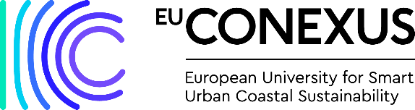 EU CONEXUS
European University for Smart
Urban Coastal Sustainability